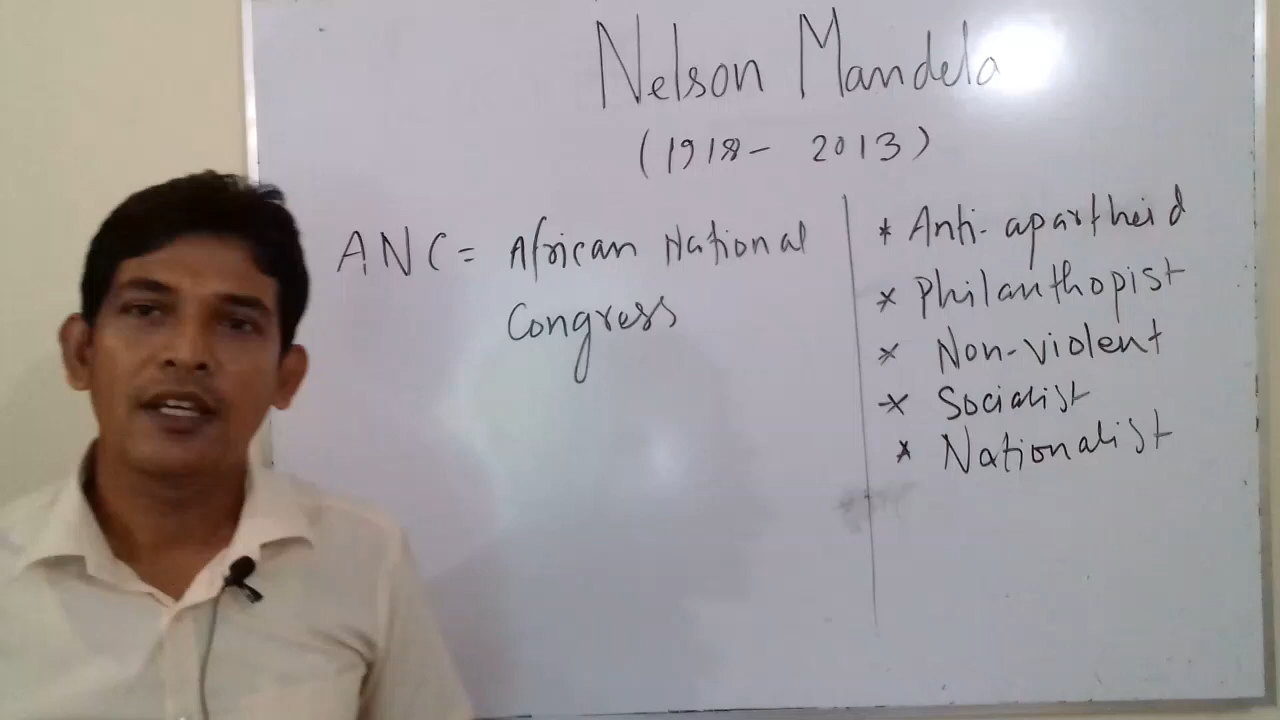 Nelson Mandela
(1918- 2013)
ANC = African National
Congress
* Anti-apartheid
* Philanthopist
* Non-violent
* Socialist
* Nationalist